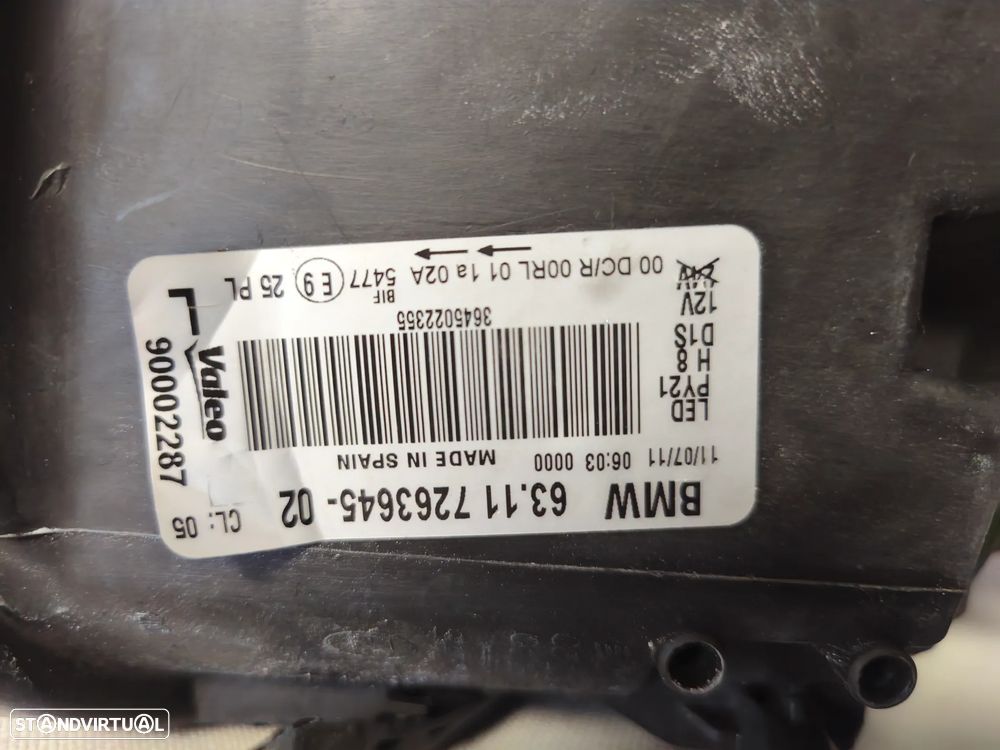 BMW 63.11 7263645-02
11/07/11 06:03 0000 MADE IN SPAIN CL: 05
LED
PY21
H 8
D1S
12V
3645022355
Valeo
90002287
L
00 DC/R 00RL 01 1a 02A BIF 5477 E9 25 PL
STANDVIRTUAL